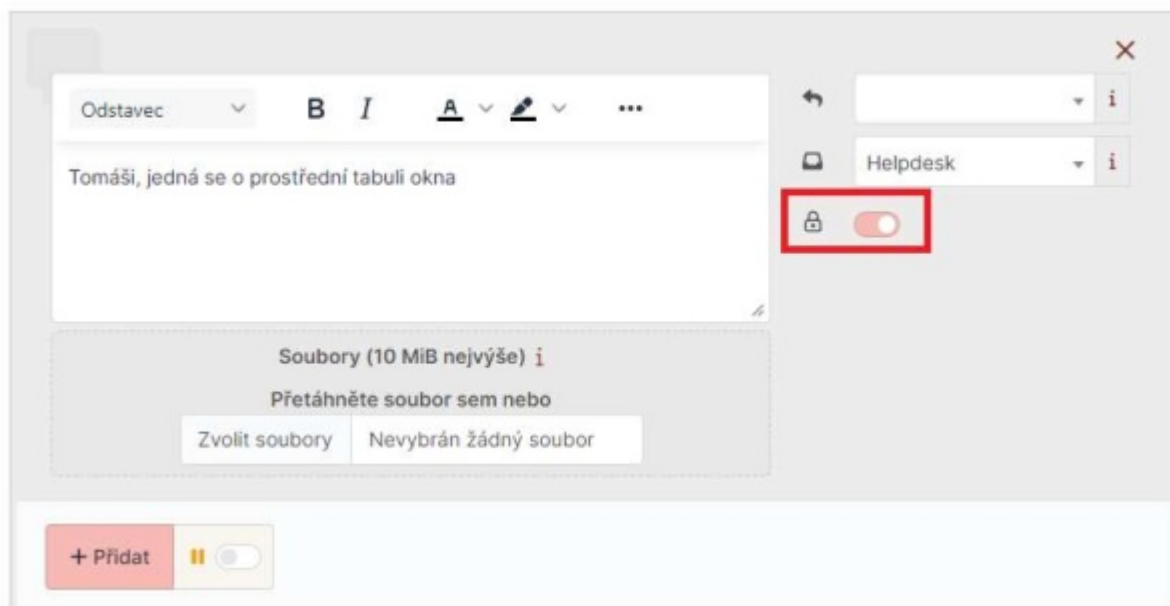 Odstavec B I A ...
Tomáši, jedná se o prostřední tabuli okna
Soubory (10 MiB nejvýše) i
Přetáhněte soubor sem nebo
Zvolit soubory Nevybrán žádný soubor
i
Helpdesk i
+ Přidat